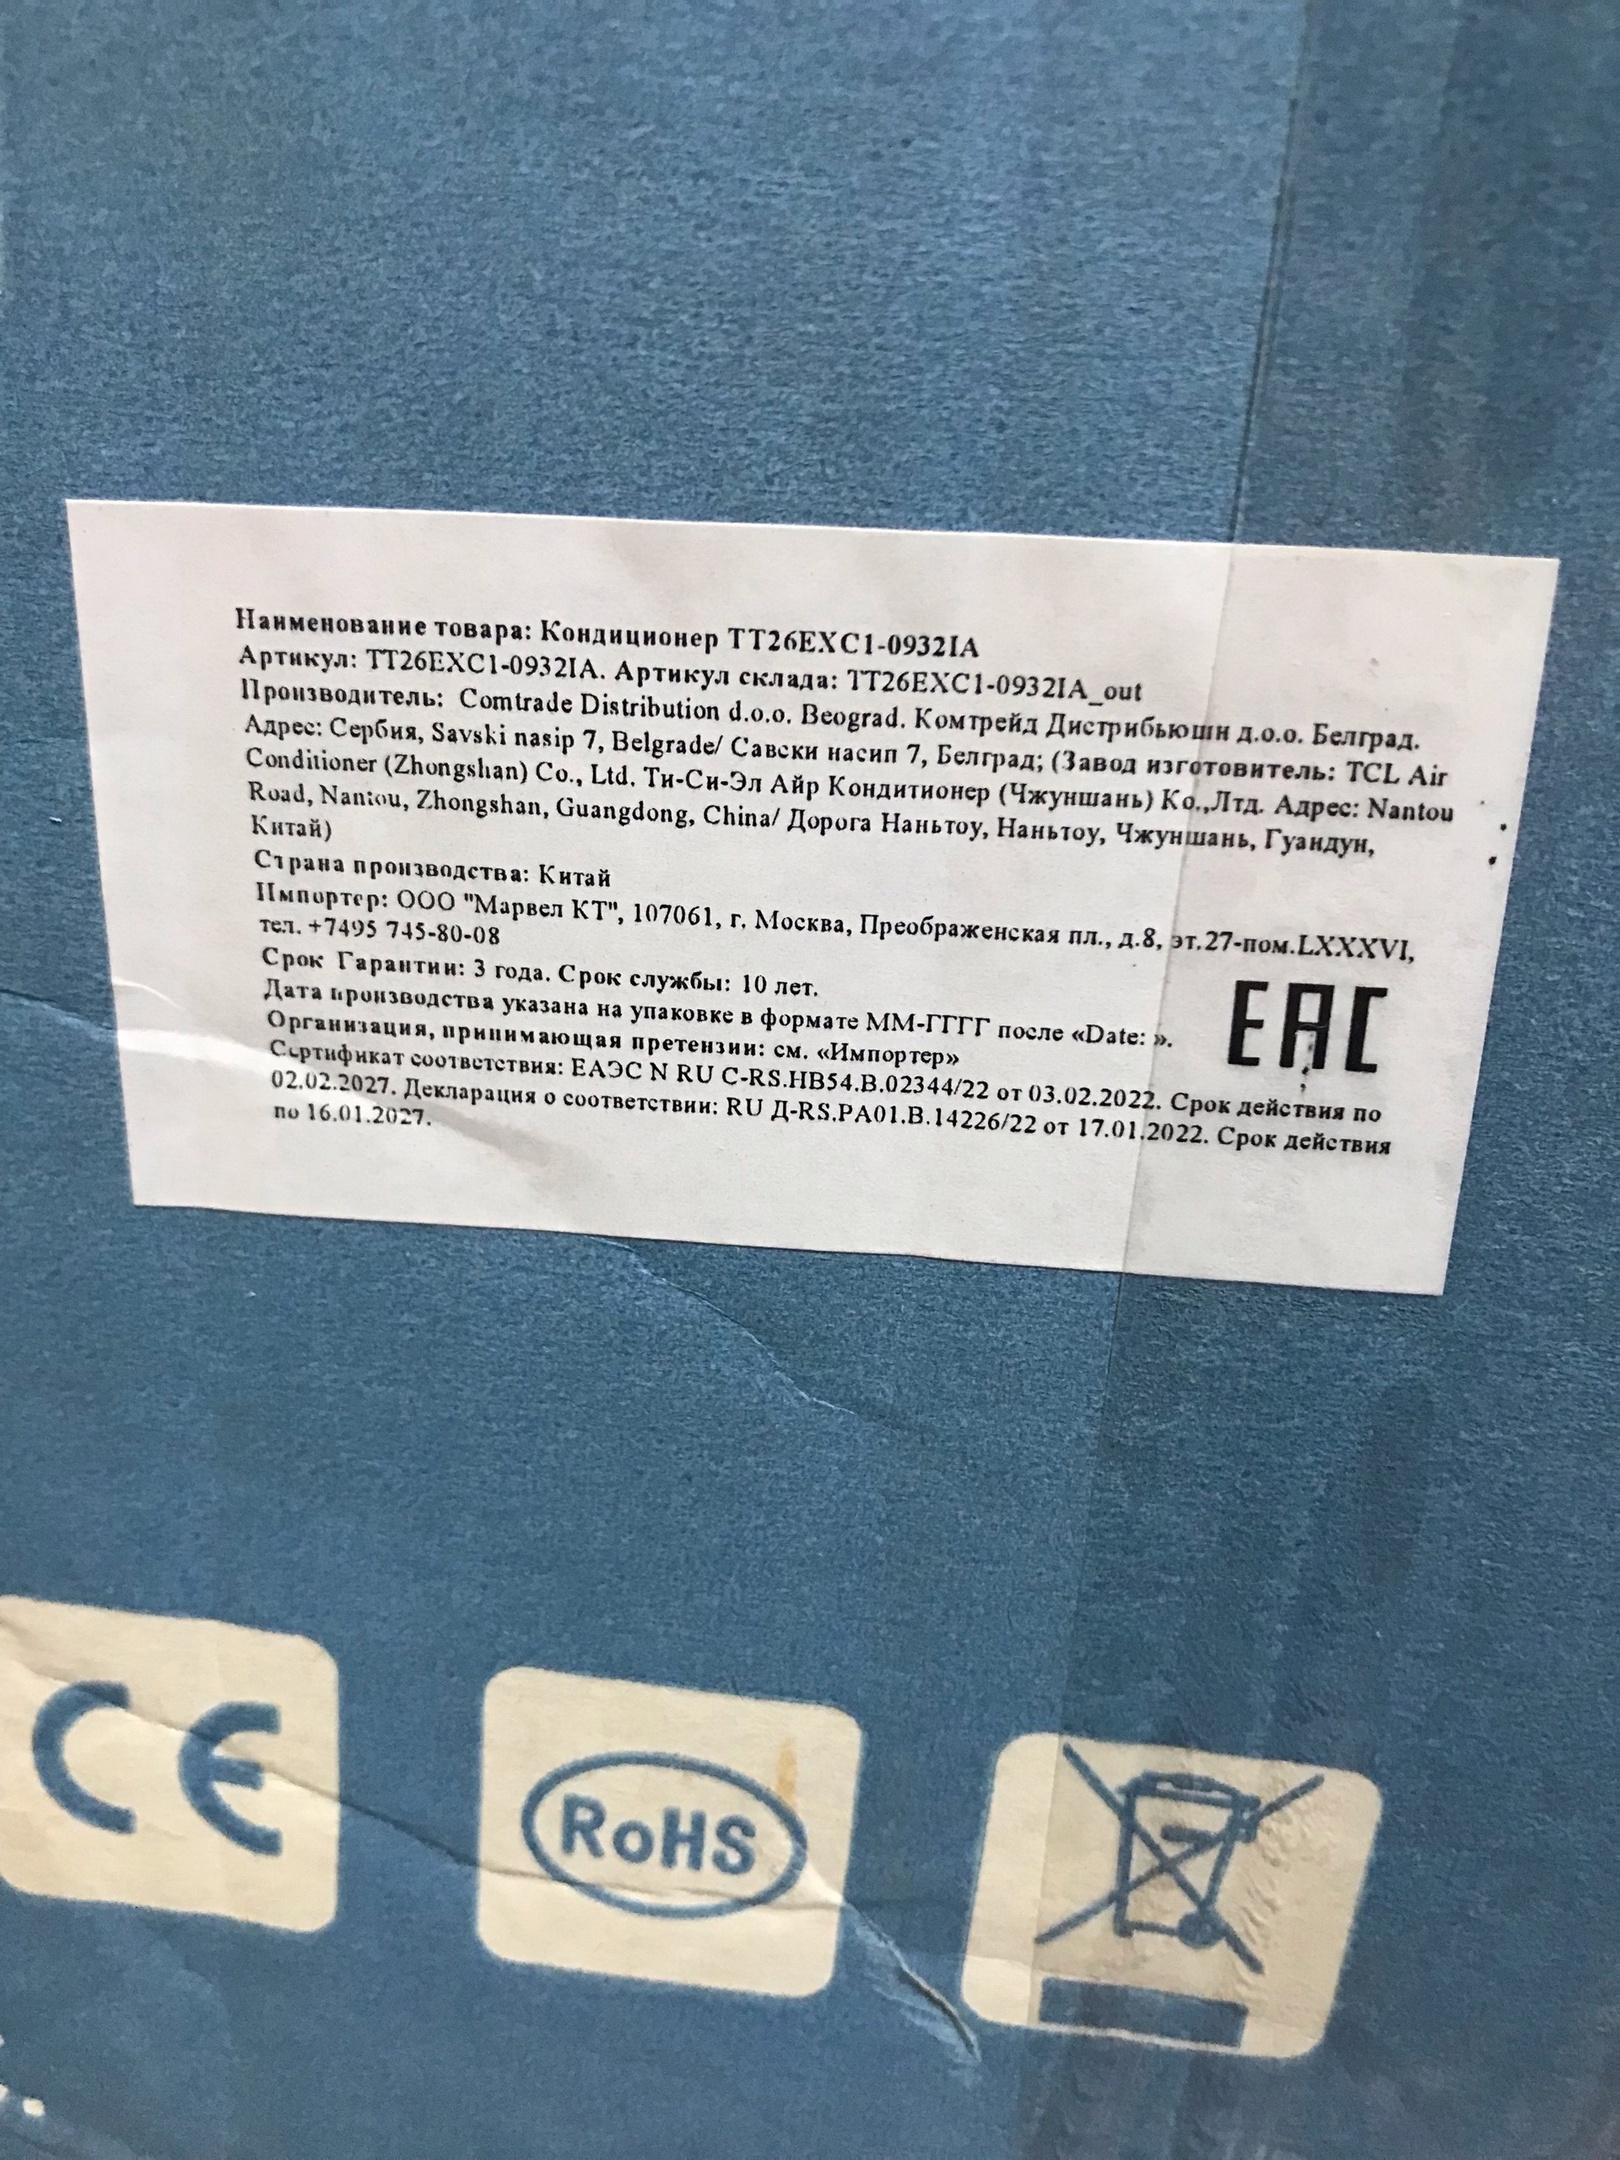 Наименование товара: Кондиционер TT26EXC1-0932IA
Артикул: TT26EXC1-0932IA. Артикул склада: TT26EXC1-0932IA_out
Производитель: Comtrade Distribution d.o.o. Beograd. Комтрейд Дистрибьюшн д.о.о. Белград.
Адрес: Сербия, Savski nasip 7, Belgrade/ Савски насип 7, Белград; (Завод изготовитель: TCL Air
Conditioner (Zhongshan) Co., Ltd. Ти-Си-Эл Айр Кондитионер (Чжуншань) Ко.,Лтд. Адрес: Nantou
Road, Nantou, Zhongshan, Guangdong, China/ Дорога Наньтоу, Наньтоу, Чжуншань, Гуандун,
Китай)
Страна производства: Китай
Импортер: ООО "Марвел КТ", 107061, г. Москва, Преображенская пл., д.8, эт.27-пом.LXXXVI,
тел. +7495 745-80-08
Срок Гарантии: 3 года. Срок службы: 10 лет.
Дата производства указана на упаковке в формате ММ-ГГГГ после «Date: ».
Организация, принимающая претензии: см. «Импортер»
Сертификат соответствия: ЕАЭС N RU C-RS.HB54.B.02344/22 от 03.02.2022. Срок действия по
02.02.2027. Декларация о соответствии: RU Д-RS.PA01.B.14226/22 от 17.01.2022. Срок действия
по 16.01.2027.
EAC
CE
RoHS